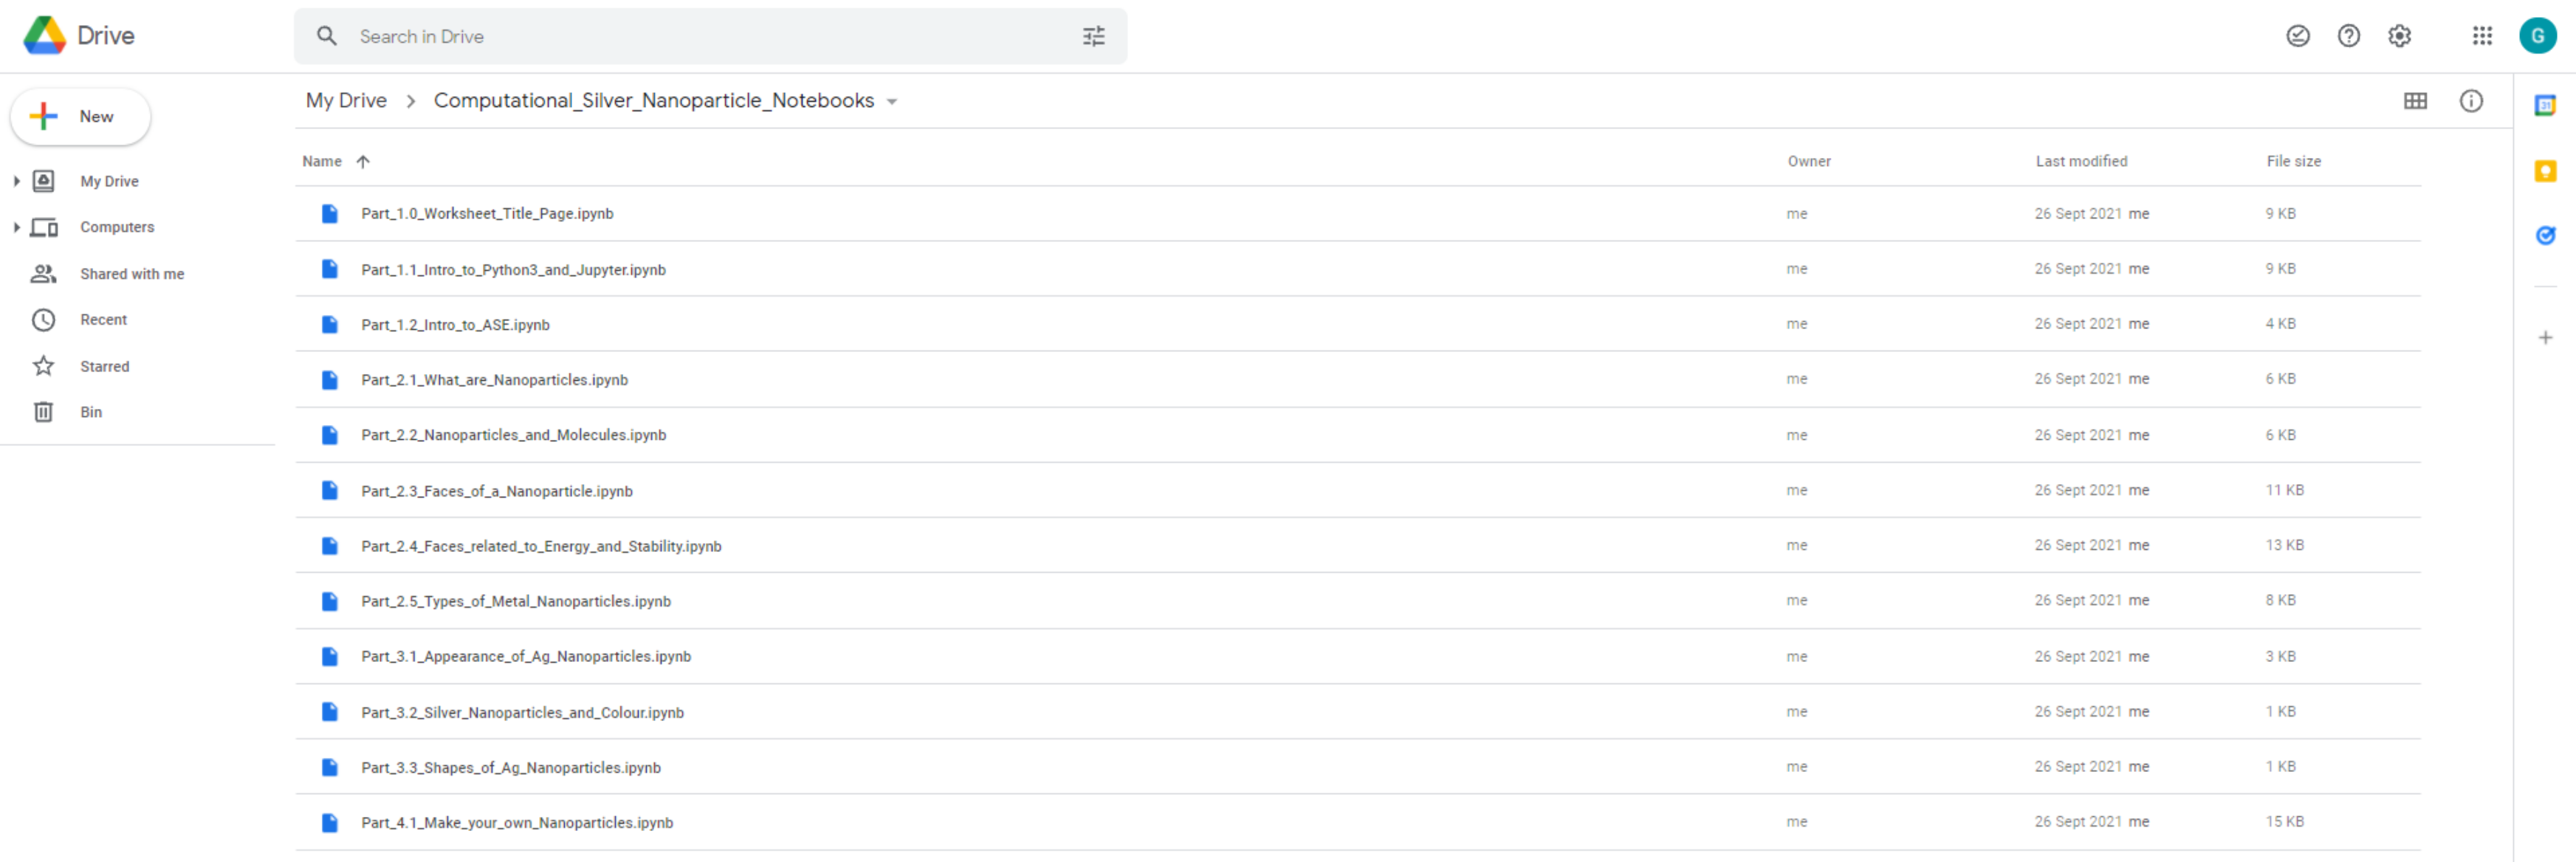 Drive
Search in Drive
G
New
My Drive
Computers
Shared with me
Recent
Starred
Bin
My Drive > Computational_Silver_Nanoparticle_Notebooks
31
Name Owner Last modified File size
Part_1.0_Worksheet_Title_Page.ipynb me 26 Sept 2021 me 9 KB
Part_1.1_Intro_to_Python3_and_Jupyter.ipynb me 26 Sept 2021 me 9 KB
Part_1.2_Intro_to_ASE.ipynb me 26 Sept 2021 me 4 KB
Part_2.1_What_are_Nanoparticles.ipynb me 26 Sept 2021 me 6 KB
Part_2.2_Nanoparticles_and_Molecules.ipynb me 26 Sept 2021 me 6 KB
Part_2.3_Faces_of_a_Nanoparticle.ipynb me 26 Sept 2021 me 11 KB
Part_2.4_Faces_related_to_Energy_and_Stability.ipynb me 26 Sept 2021 me 13 KB
Part_2.5_Types_of_Metal_Nanoparticles.ipynb me 26 Sept 2021 me 8 KB
Part_3.1_Appearance_of_Ag_Nanoparticles.ipynb me 26 Sept 2021 me 3 KB
Part_3.2_Silver_Nanoparticles_and_Colour.ipynb me 26 Sept 2021 me 1 KB
Part_3.3_Shapes_of_Ag_Nanoparticles.ipynb me 26 Sept 2021 me 1 KB
Part_4.1_Make_your_own_Nanoparticles.ipynb me 26 Sept 2021 me 15 KB